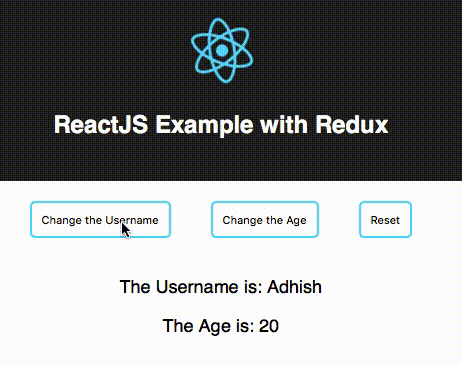 ReactJS Example with Redux
Change the Username Change the Age Reset
The Username is: Adhish
The Age is: 20